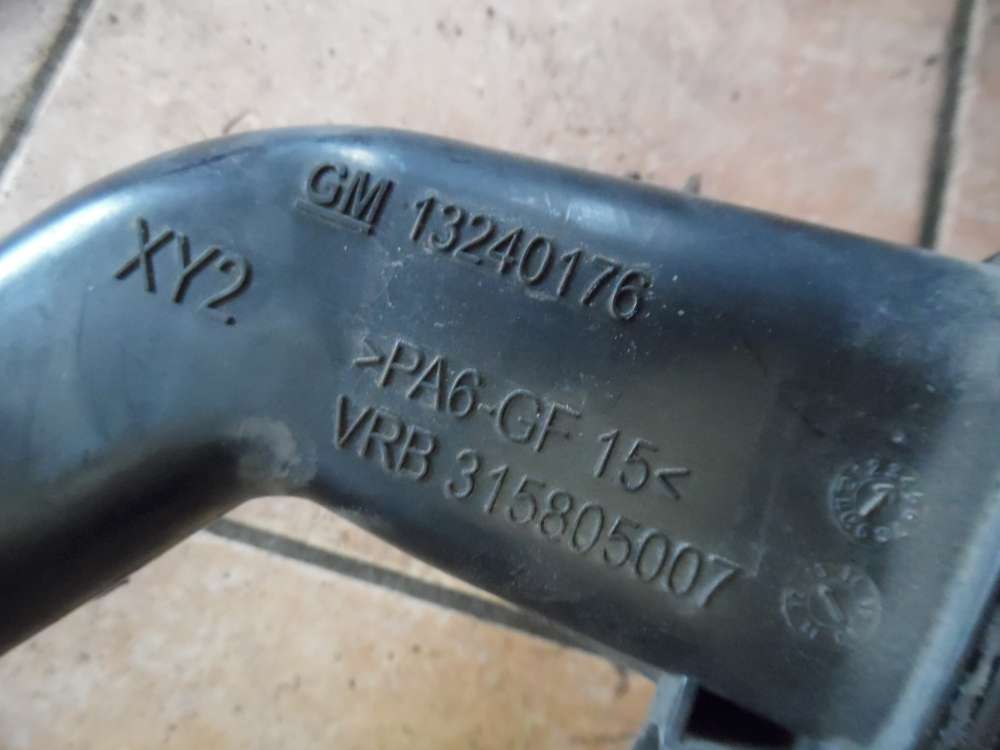 GM 13240176
XY2.
>PA6-GF 15<
VRB 315805007